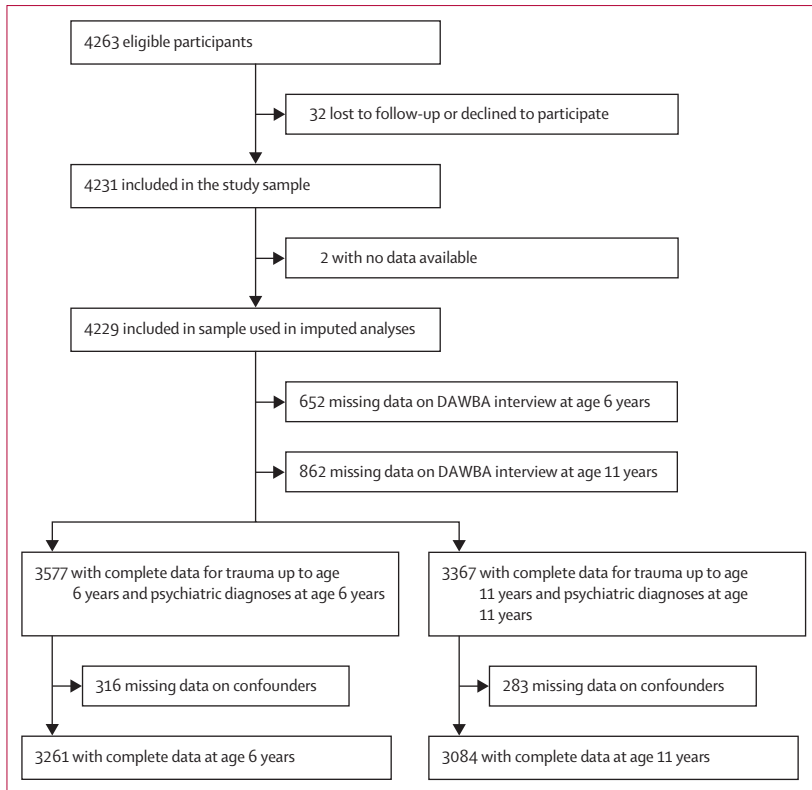 4263 eligible participants
32 lost to follow-up or declined to participate
4231 included in the study sample
2 with no data available
4229 included in sample used in imputed analyses
652 missing data on DAWBA interview at age 6 years
862 missing data on DAWBA interview at age 11 years
3577 with complete data for trauma up to age
6 years and psychiatric diagnoses at age 6 years
3367 with complete data for trauma up to age
11 years and psychiatric diagnoses at age
11 years
316 missing data on confounders
283 missing data on confounders
3261 with complete data at age 6 years
3084 with complete data at age 11 years